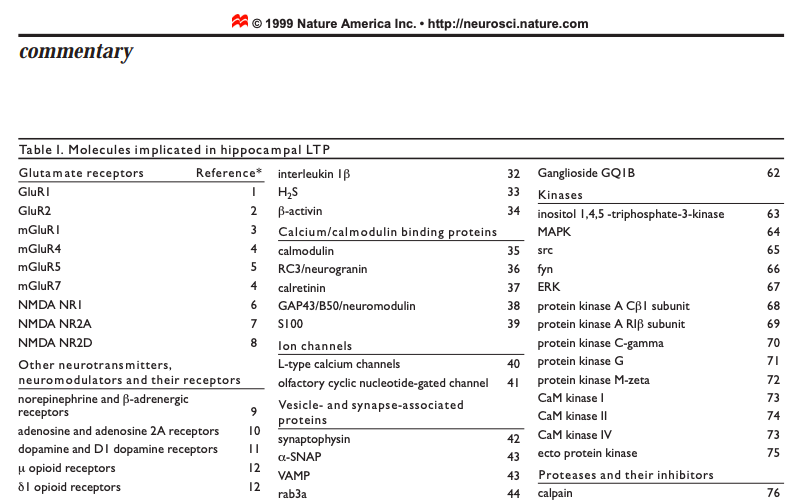 © 1999 Nature America Inc. • http://neurosci.nature.com
commentary
Table I. Molecules implicated in hippocampal LTP
Glutamate receptors Reference*
GluR1 1
GluR2 2
mGluR1 3
mGluR4 4
mGluR5 5
mGluR7 4
NMDA NR1 6
NMDA NR2A 7
NMDA NR2D 8
Other neurotransmitters,
neuromodulators and their receptors
norepinephrine and β-adrenergic
receptors 9
adenosine and adenosine 2A receptors 10
dopamine and D1 dopamine receptors 11
μ opioid receptors 12
δ1 opioid receptors 12
interleukin 1β 32
H₂S 33
β-activin 34
Calcium/calmodulin binding proteins
calmodulin 35
RC3/neurogranin 36
calretinin 37
GAP43/B50/neuromodulin 38
S100 39
Ion channels
L-type calcium channels 40
olfactory cyclic nucleotide-gated channel 41
Vesicle- and synapse-associated
proteins
synaptophysin 42
α-SNAP 43
VAMP 43
rab3a 44
Ganglioside GQ1B 62
Kinases
inositol 1,4,5 -triphosphate-3-kinase 63
MAPK 64
src 65
fyn 66
ERK 67
protein kinase A Cβ1 subunit 68
protein kinase A RIβ subunit 69
protein kinase C-gamma 70
protein kinase G 71
protein kinase M-zeta 72
CaM kinase I 73
CaM kinase II 74
CaM kinase IV 73
ecto protein kinase 75
Proteases and their inhibitors
calpain 76